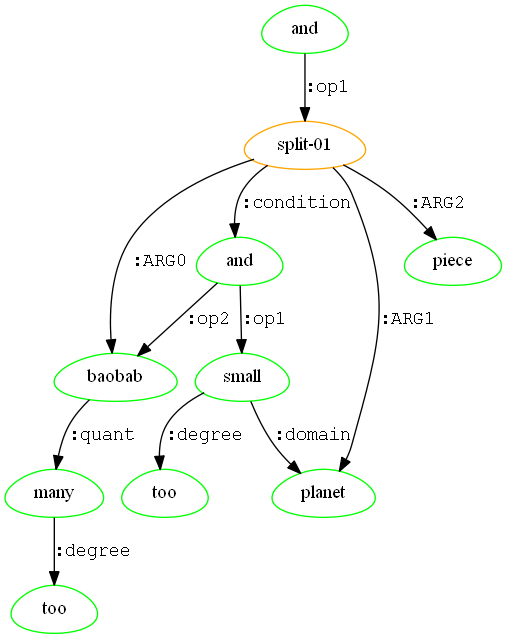 and
:op1
split-01
:condition
:ARG2
:ARG0
and
piece
:op2
:op1
:ARG1
baobab
small
:quant
:degree
:domain
many
too
planet
:degree
too